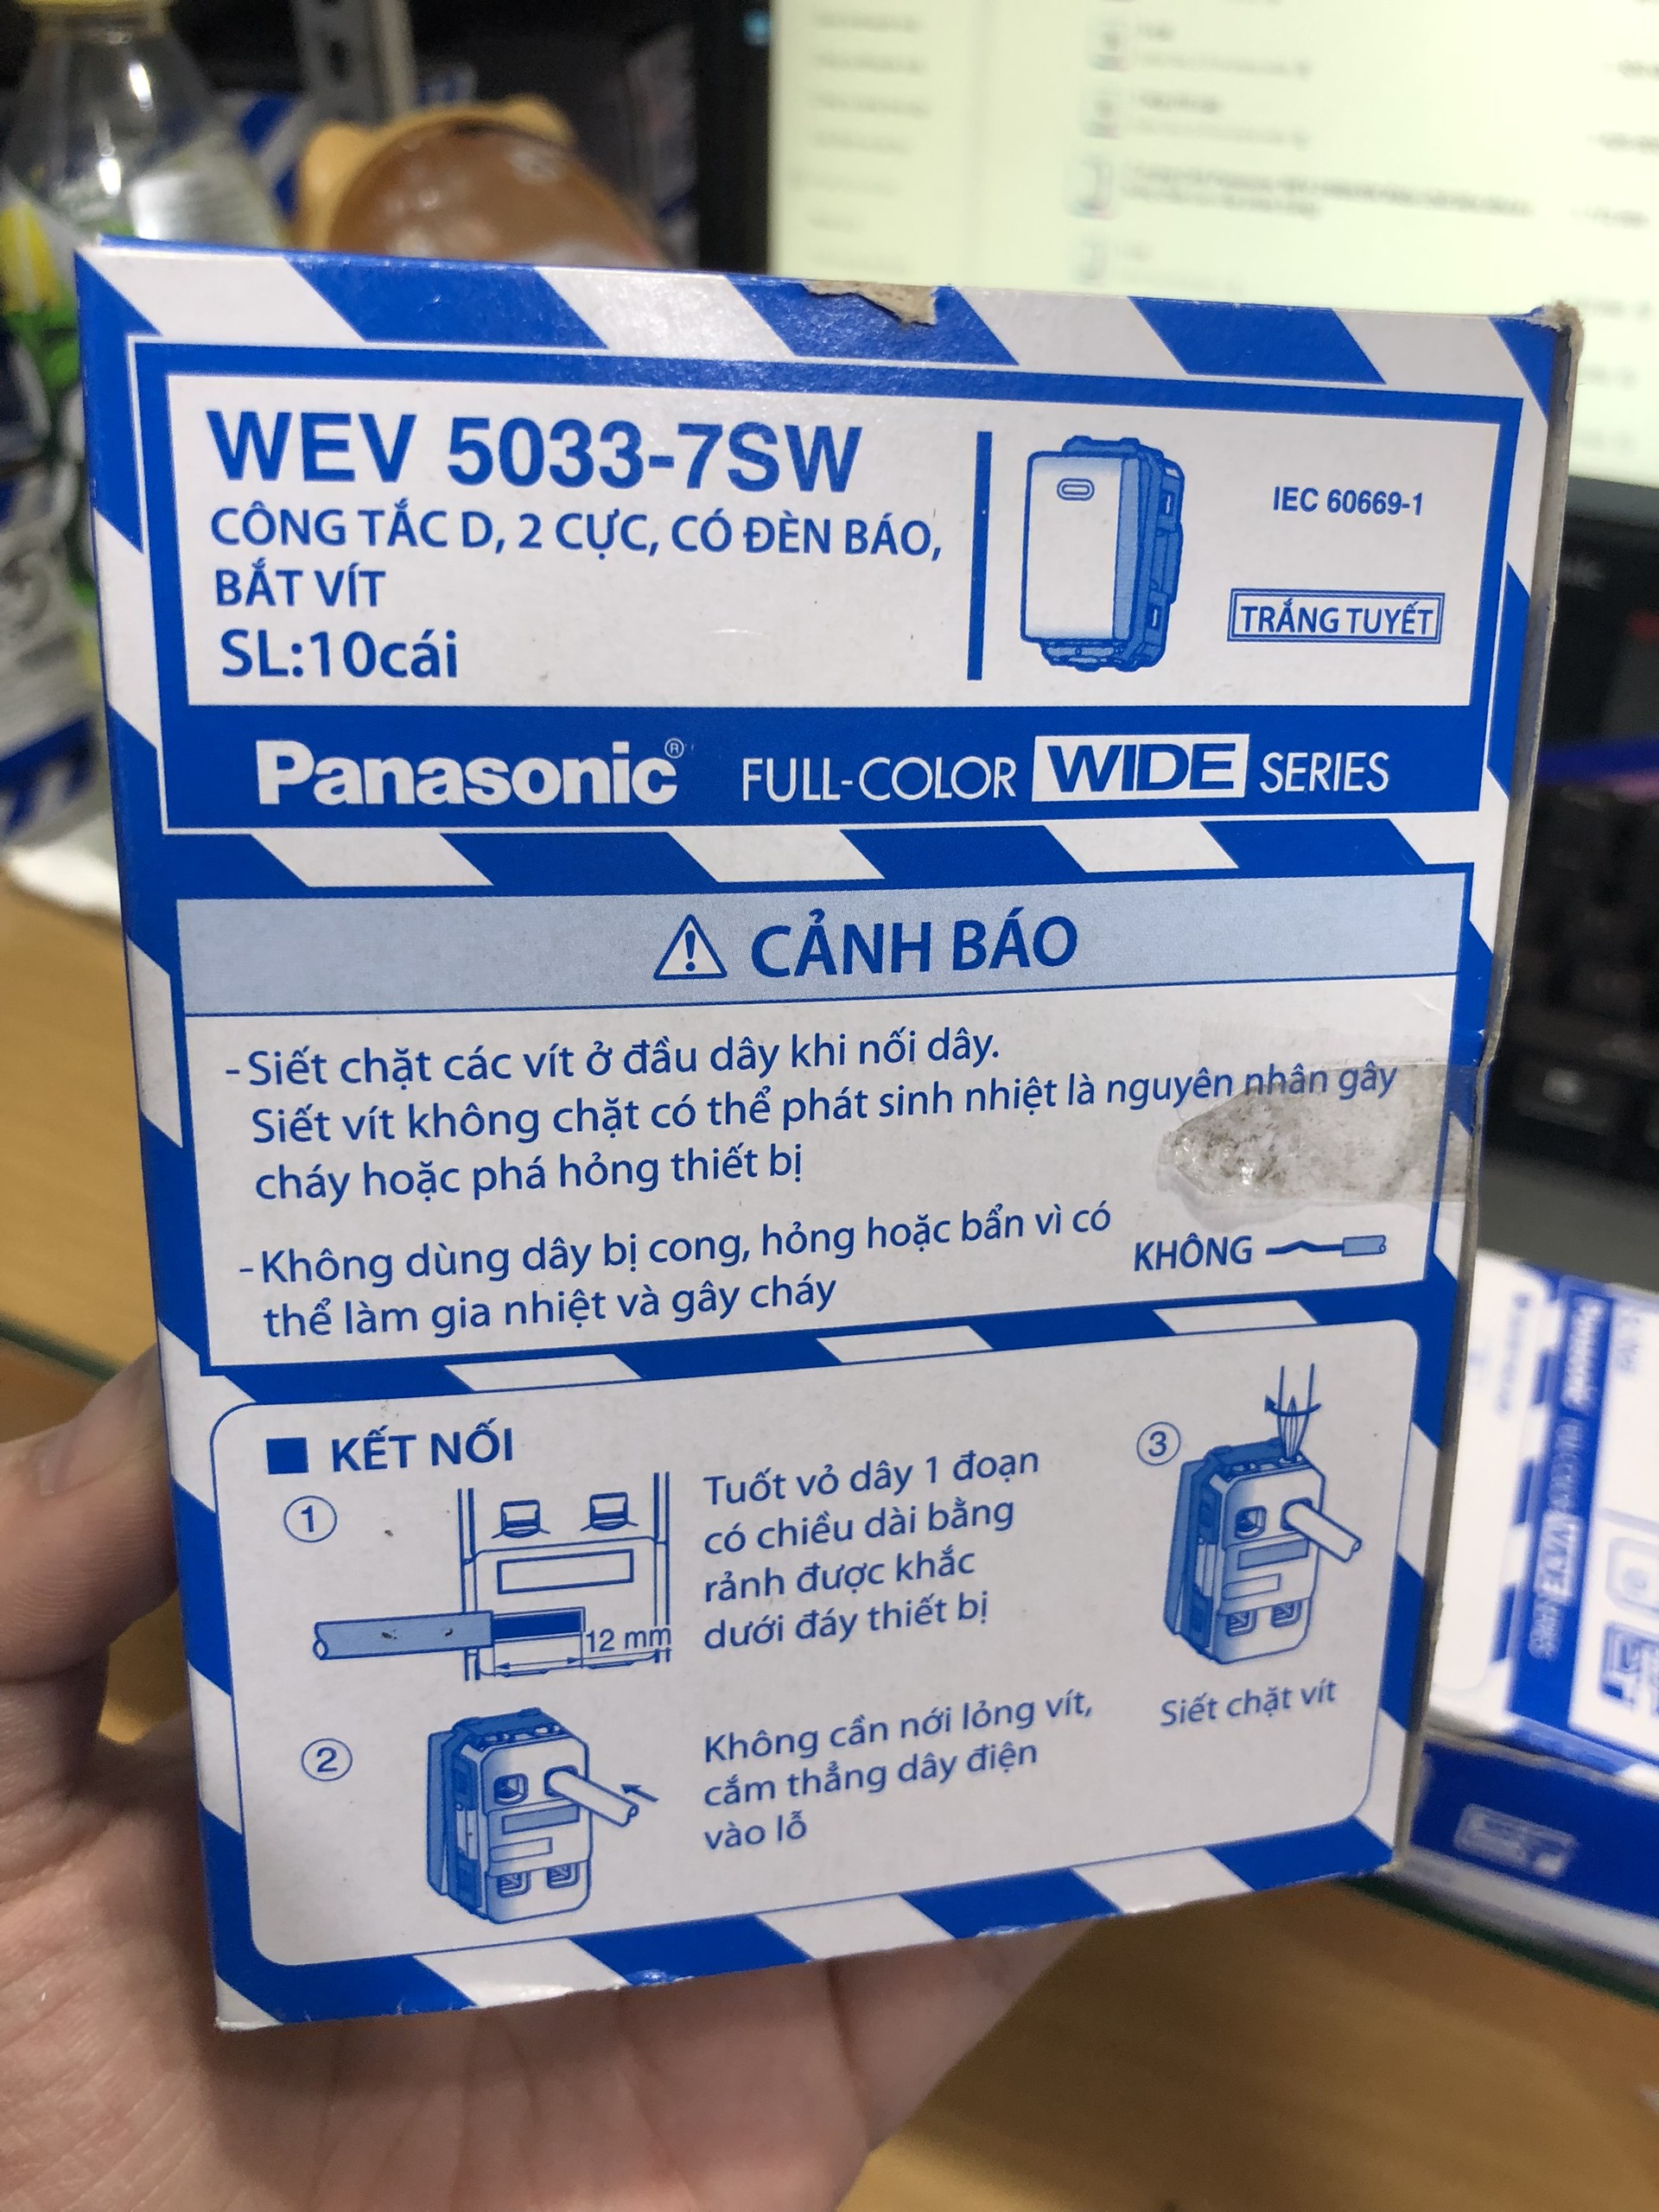 WEV 5033-7SW
CÔNG TẮC D, 2 CỰC, CÓ ĐÈN BÁO,
BẮT VÍT
SL:10cái
IEC 60669-1
TRẮNG TUYẾT
Panasonic® FULL-COLOR WIDE SERIES
CẢNH BÁO
-Siết chặt các vít ở đầu dây khi nối dây.
Siết vít không chặt có thể phát sinh nhiệt là nguyên nhân gây
cháy hoặc phá hỏng thiết bị
-Không dùng dây bị cong, hỏng hoặc bẩn vì có
thể làm gia nhiệt và gây cháy
KHÔNG
KẾT NỐI
1
12 mm
Tuốt vỏ dây 1 đoạn
có chiều dài bằng
rảnh được khắc
dưới đáy thiết bị
2
Không cần nới lỏng vít,
cắm thẳng dây điện
vào lỗ
3
Siết chặt vít